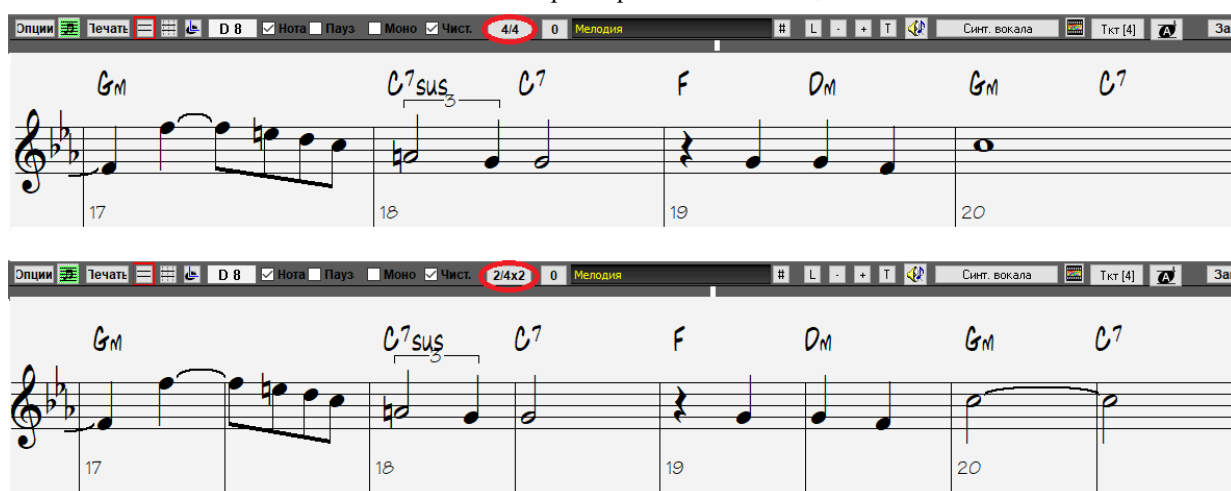 Опции Печать D 8 Нота Пауз Моно Чист. 4/4 0 Мелодия # L - + T Синт. вокала Ткт [4] A За
Gm C7sus C7 F Dm Gm C7
3
17 18 19 20
Опции Печать D 8 Нота Пауз Моно Чист. 2/4x2 0 Мелодия # L - + T Синт. вокала Ткт [4] A За
Gm C7sus C7 F Dm Gm C7
3
17 18 19 20